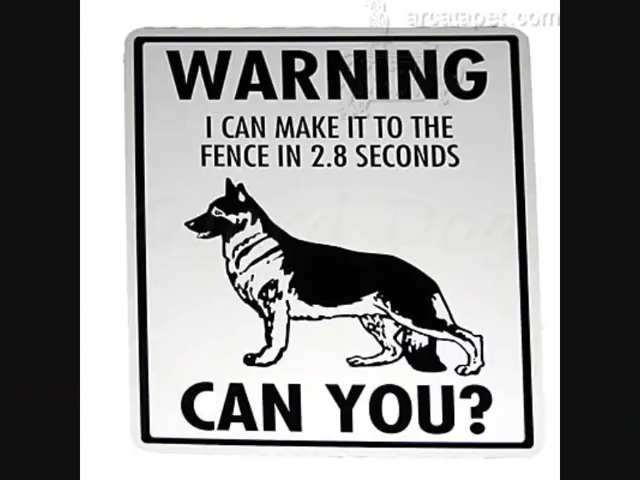 arcatapet.com
WARNING
I CAN MAKE IT TO THE
FENCE IN 2.8 SECONDS
CAN YOU?